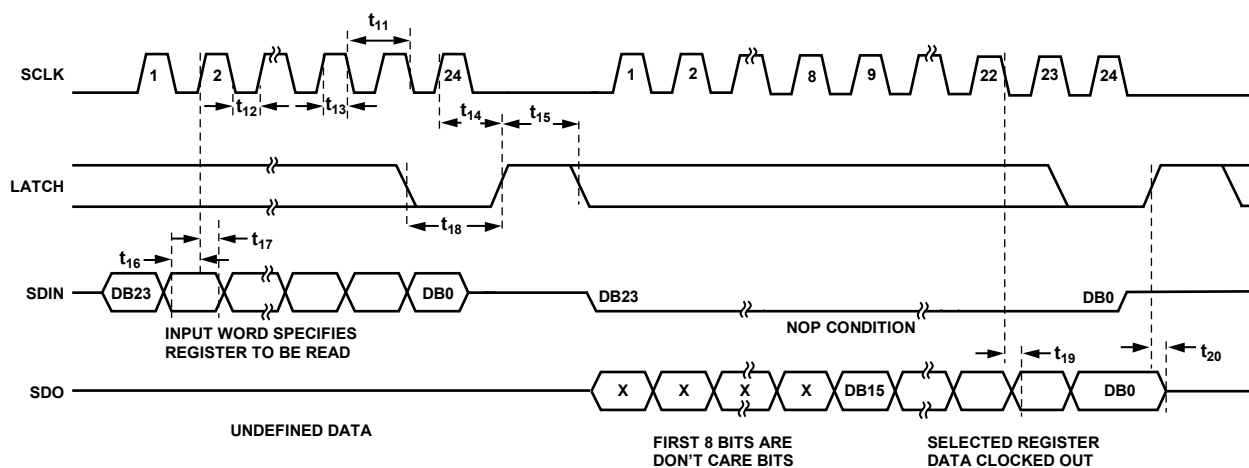 t11
1
2
24
1
2
8
9
22
23
24
SCLK
t12
t13
t14
t15
LATCH
t18
t17
t16
SDIN
DB23
DB0
DB23
DB0
INPUT WORD SPECIFIES
REGISTER TO BE READ
NOP CONDITION
t19
t20
SDO
X
X
X
X
DB15
DB0
UNDEFINED DATA
FIRST 8 BITS ARE
DON'T CARE BITS
SELECTED REGISTER
DATA CLOCKED OUT